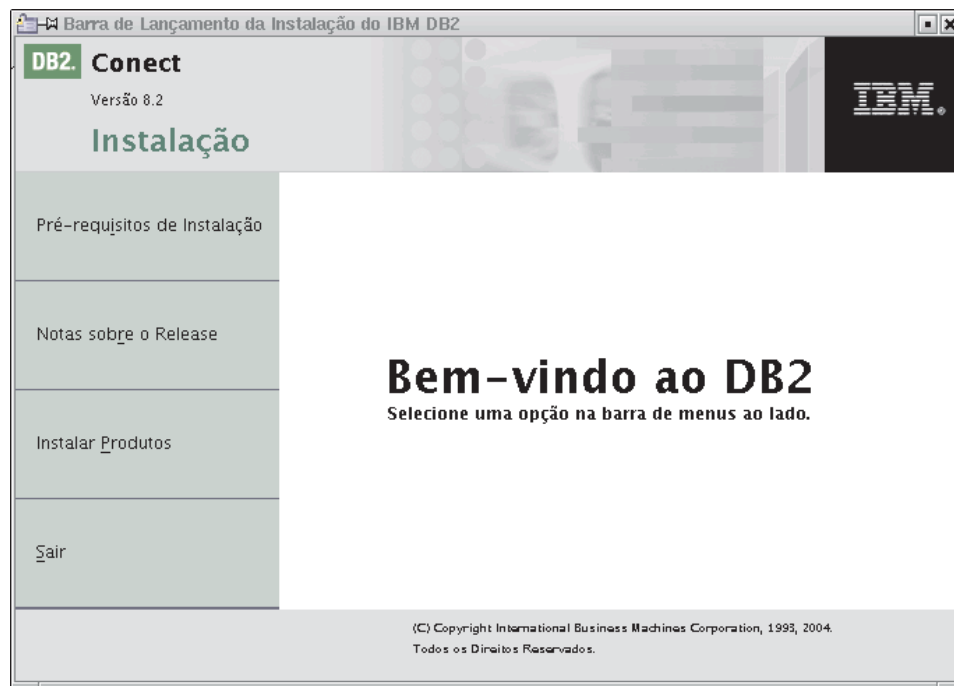 Barra de Lançamento da Instalação do IBM DB2
DB2. Conect
Versão 8.2
Instalação
IBM®
Pré-requisitos de Instalação
Notas sobre o Release
Instalar Produtos
Sair
Bem-vindo ao DB2
Selecione uma opção na barra de menus ao lado.
(C) Copyright International Business Machines Corporation, 1993, 2004.
Todos os Direitos Reservados.